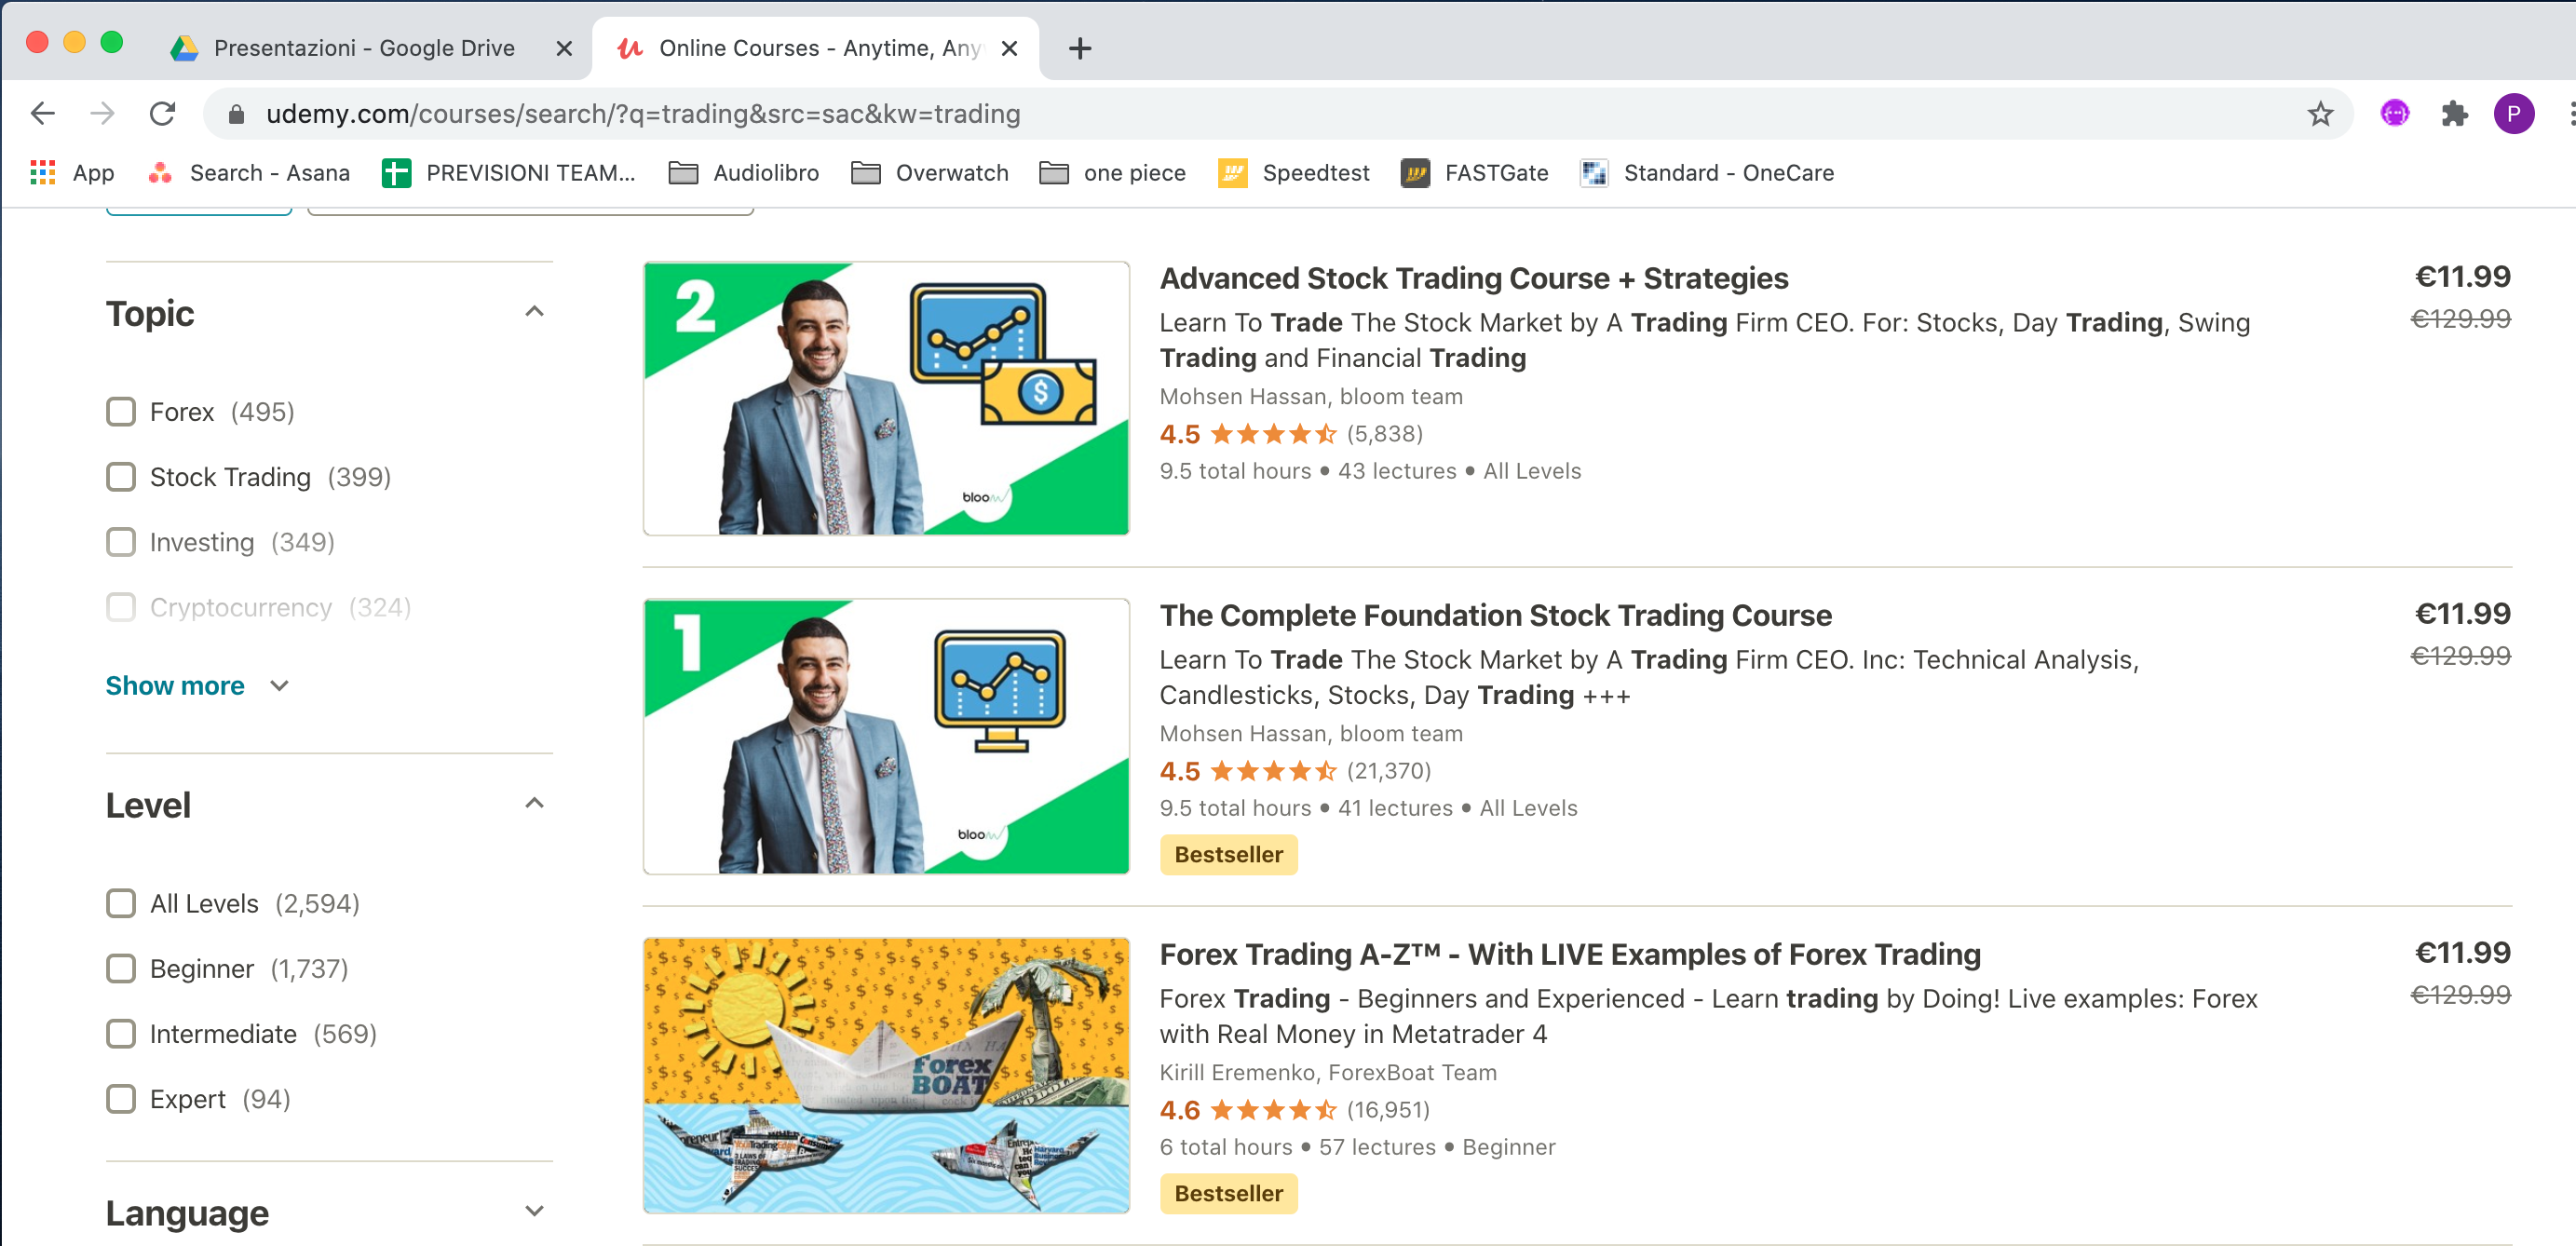 Presentazioni - Google Drive
Online Courses - Anytime, Any
udemy.com/courses/search/?q=trading&src=sac&kw=trading
P
App
Search - Asana
PREVISIONI TEAM...
Audiolibro
Overwatch
one piece
Speedtest
FASTGate
Standard - OneCare
Topic
Forex (495)
Stock Trading (399)
Investing (349)
Cryptocurrency (324)
Show more
Level
All Levels (2,594)
Beginner (1,737)
Intermediate (569)
Expert (94)
Language
2
$
bloom
Advanced Stock Trading Course + Strategies
€11.99
Learn To Trade The Stock Market by A Trading Firm CEO. For: Stocks, Day Trading, Swing
€129.99
Trading and Financial Trading
Mohsen Hassan, bloom team
4.5 (5,838)
9.5 total hours • 43 lectures • All Levels
1
bloom
The Complete Foundation Stock Trading Course
€11.99
Learn To Trade The Stock Market by A Trading Firm CEO. Inc: Technical Analysis,
€129.99
Candlesticks, Stocks, Day Trading +++
Mohsen Hassan, bloom team
4.5 (21,370)
9.5 total hours • 41 lectures • All Levels
Bestseller
Forex
BOAT
Forex Trading A-Z™ - With LIVE Examples of Forex Trading
€11.99
Forex Trading - Beginners and Experienced - Learn trading by Doing! Live examples: Forex
€129.99
with Real Money in Metatrader 4
Kirill Eremenko, ForexBoat Team
4.6 (16,951)
6 total hours • 57 lectures • Beginner
Bestseller